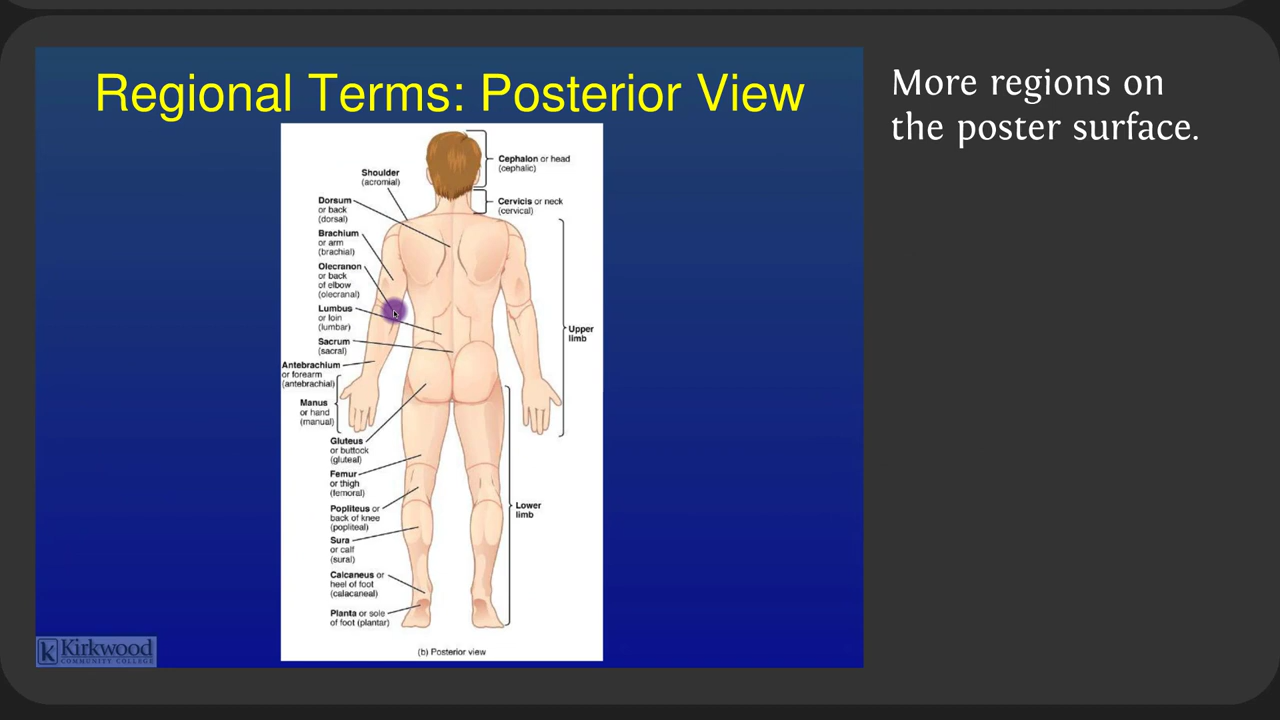 Regional Terms: Posterior View
More regions on
the poster surface.
Shoulder
(acromial)
Dorsum
or back
(dorsal)
Brachium
or arm
(brachial)
Olecranon
or back
of elbow
(olecranal)
Lumbus
or loin
(lumbar)
Sacrum
(sacral)
Antebrachium
or forearm
(antebrachial)
Manus
or hand
(manual)
Gluteus
or buttock
(gluteal)
Femur
or thigh
(femoral)
Popliteus or
back of knee
(popliteal)
Sura
or calf
(sural)
Calcaneus or
heel of foot
(calacaneal)
Planta or sole
of foot (plantar)
Cephalon or head
(cephalic)
Cervicis or neck
(cervical)
Upper
limb
Lower
limb
(b) Posterior view
Kirkwood
COMMUNITY COLLEGE